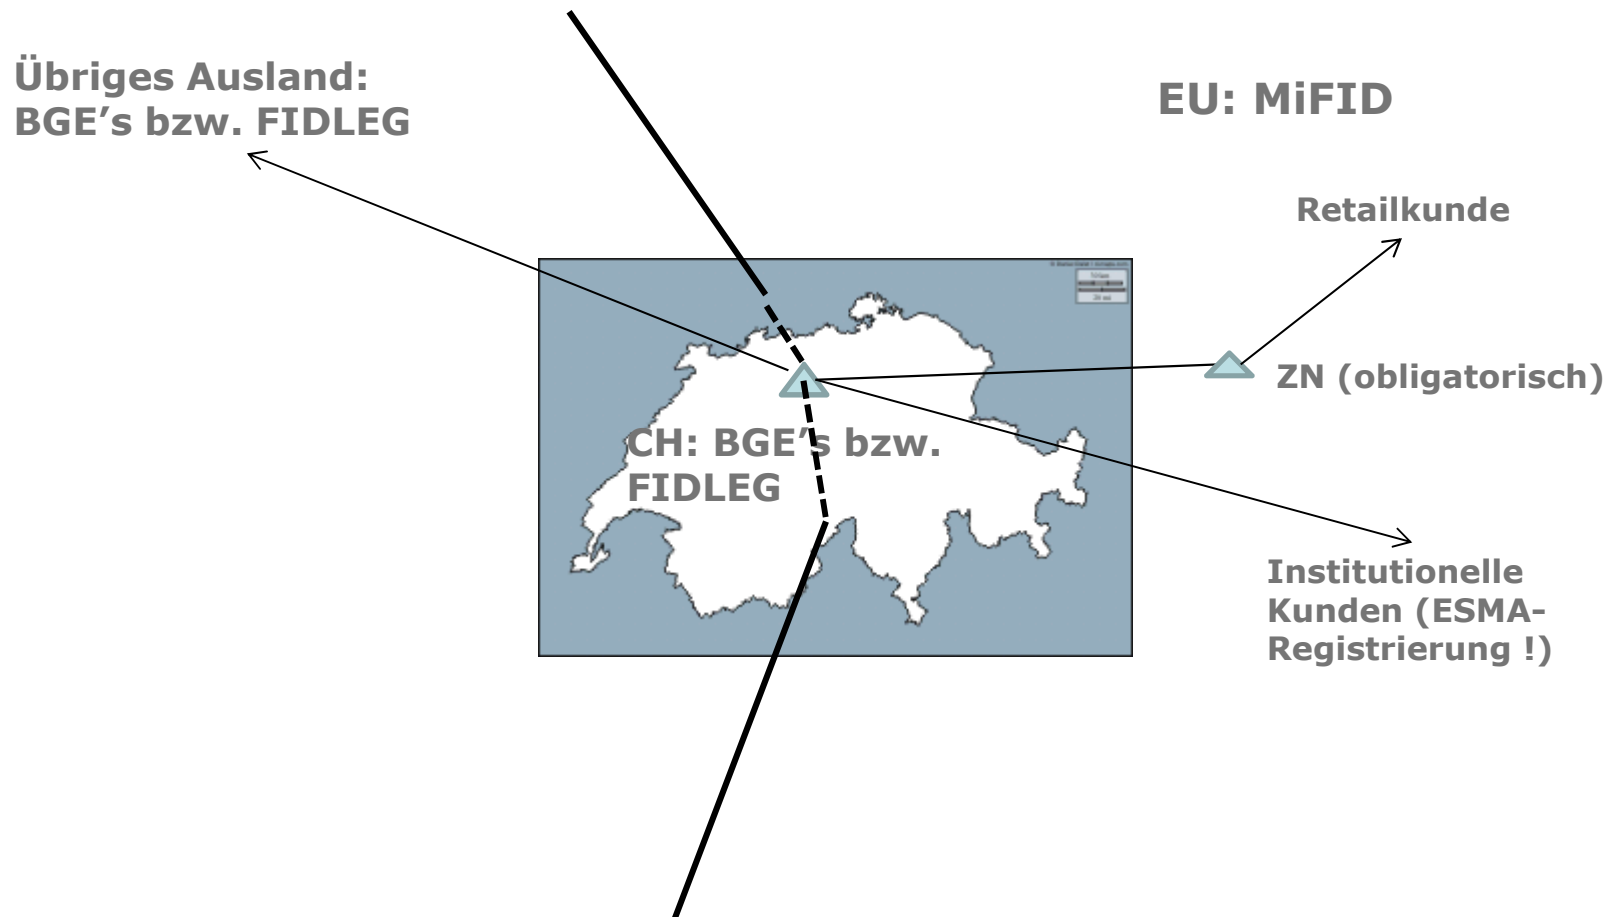 Übriges Ausland:
BGE’s bzw. FIDLEG
EU: MiFID
Retailkunde
ZN (obligatorisch)
CH: BGE’s bzw.
FIDLEG
Institutionelle
Kunden (ESMA-
Registrierung !)